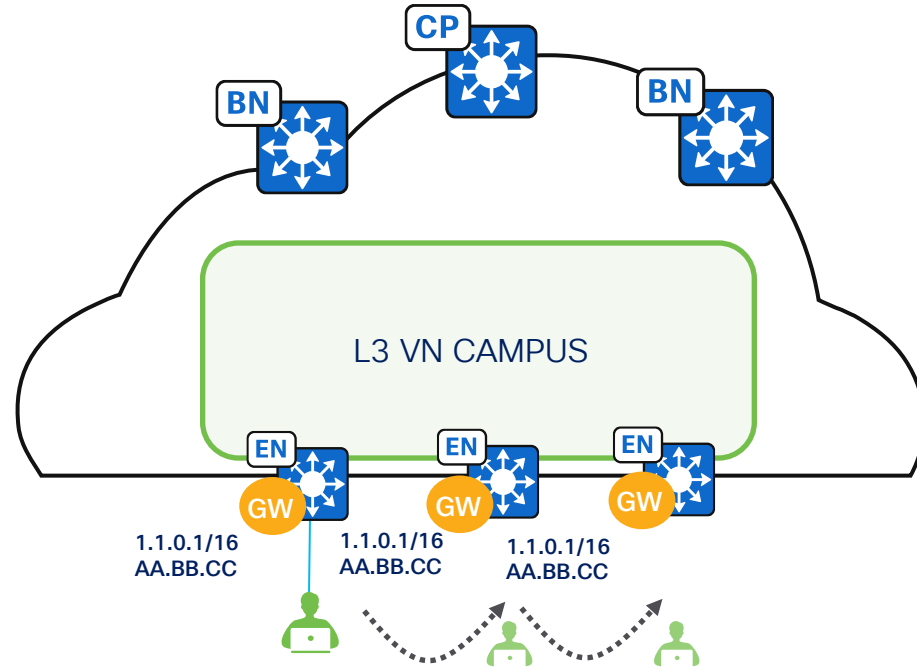 CP
BN
BN
L3 VN CAMPUS
EN
EN
EN
GW
GW
GW
1.1.0.1/16
AA.BB.CC
1.1.0.1/16
AA.BB.CC
1.1.0.1/16
AA.BB.CC